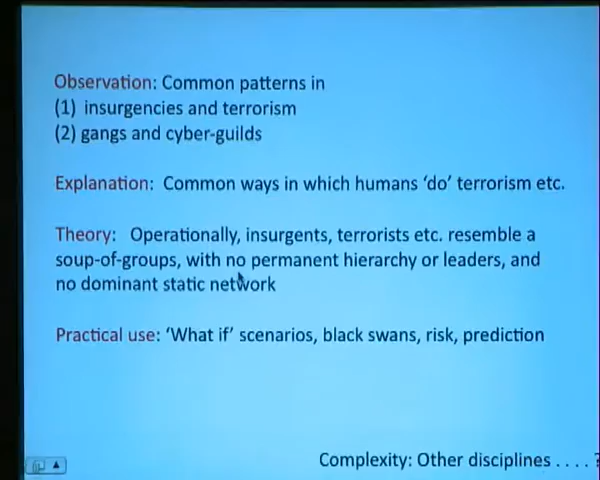 Observation: Common patterns in
(1) insurgencies and terrorism
(2) gangs and cyber-guilds
Explanation: Common ways in which humans ‘do’ terrorism etc.
Theory: Operationally, insurgents, terrorists etc. resemble a
soup-of-groups, with no permanent hierarchy or leaders, and
no dominant static network
Practical use: ‘What if’ scenarios, black swans, risk, prediction
Complexity: Other disciplines . . . . ?